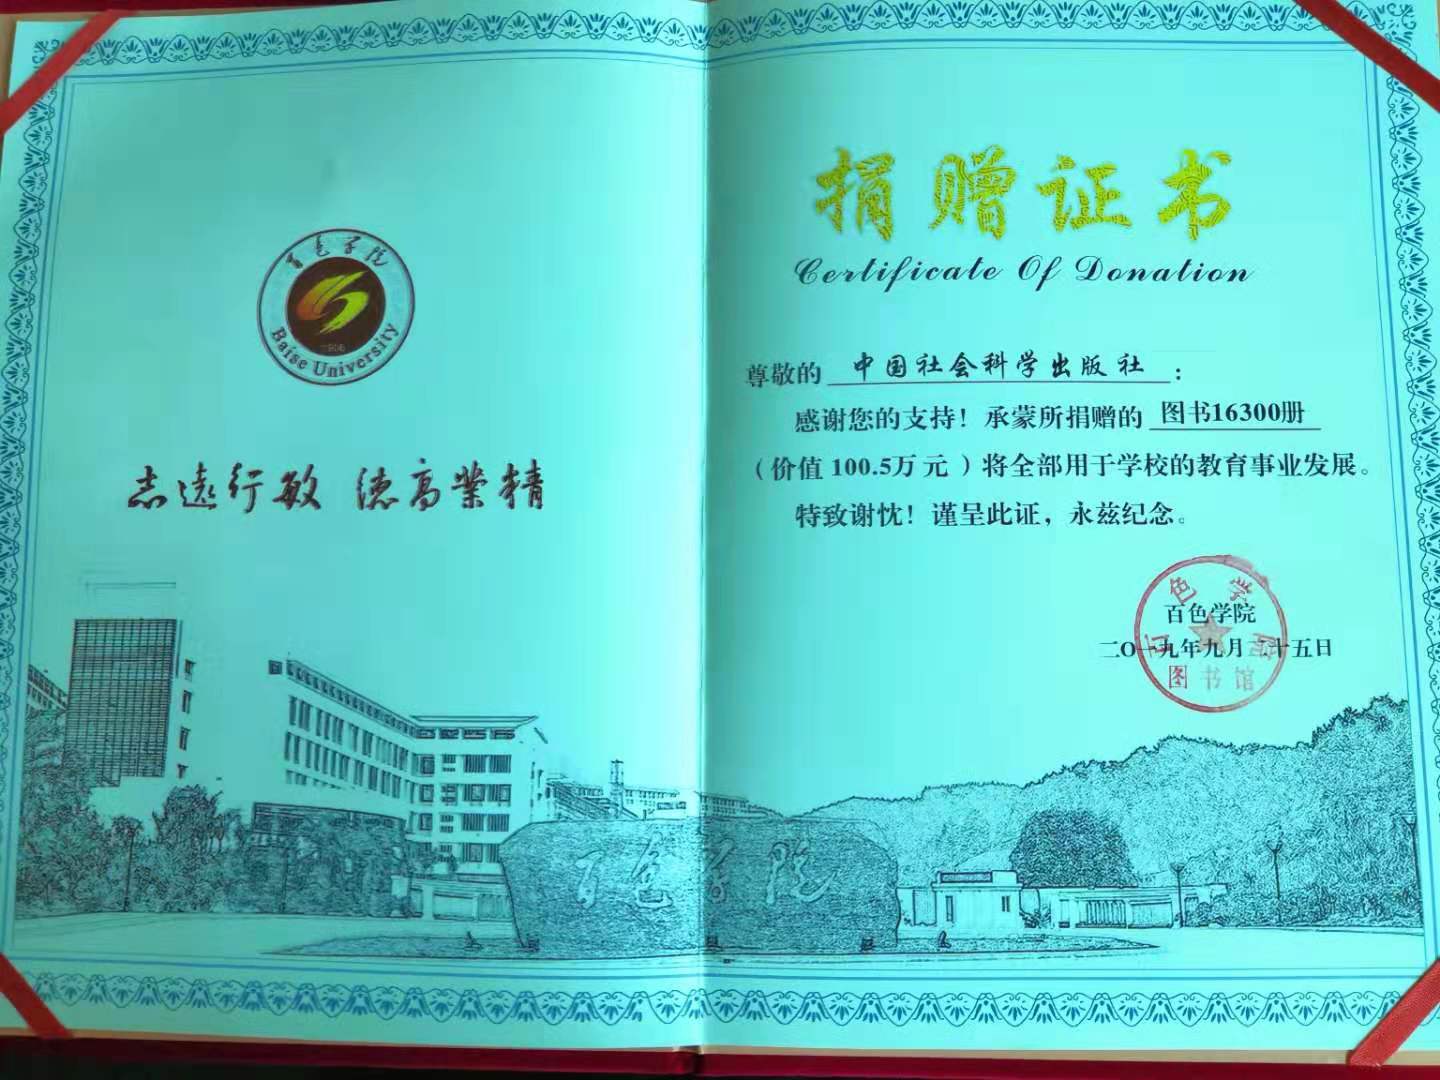 百色学院
Baise University
志远行敏 德高業精
百色学院
捐赠证书
Certificate Of Donation
尊敬的 中国社会科学出版社：
感谢您的支持！承蒙所捐赠的 图书16300册
（价值 100.5万 元）将全部用于学校的教育事业发展。
特致谢忱！谨呈此证，永兹纪念。
百色学院
二〇一九年九月二十五日
百色学院
图书馆